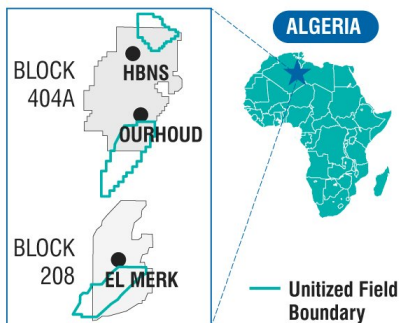 ALGERIA
BLOCK
404A
HBNS
OURHOUD
BLOCK
208
EL MERK
Unitized Field
Boundary